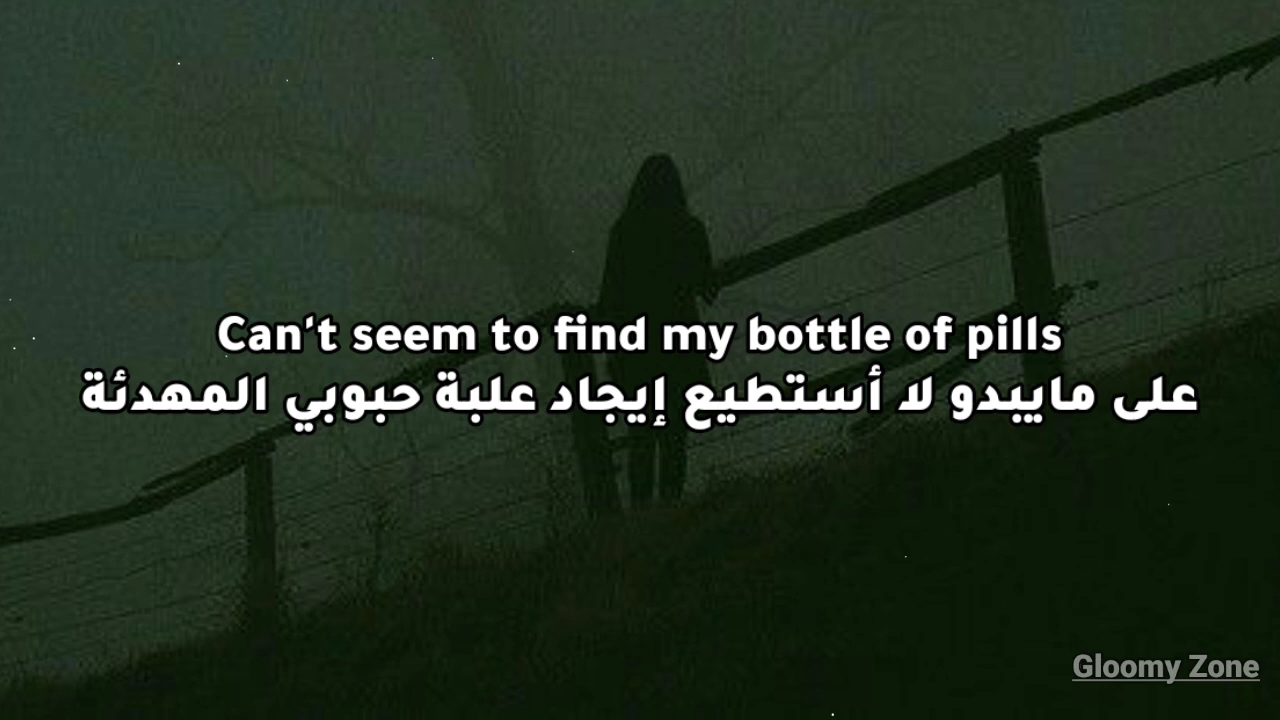 Can't seem to find my bottle of pills
على مايبدو لا أستطيع إيجاد علبة حبوبي المهدئة
Gloomy Zone